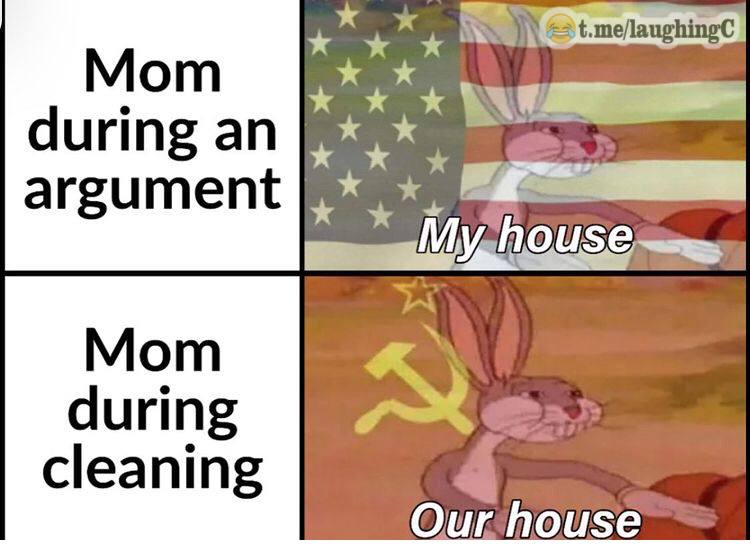 t.me/laughingC
Mom
during an
argument
My house
Mom
during
cleaning
Our house